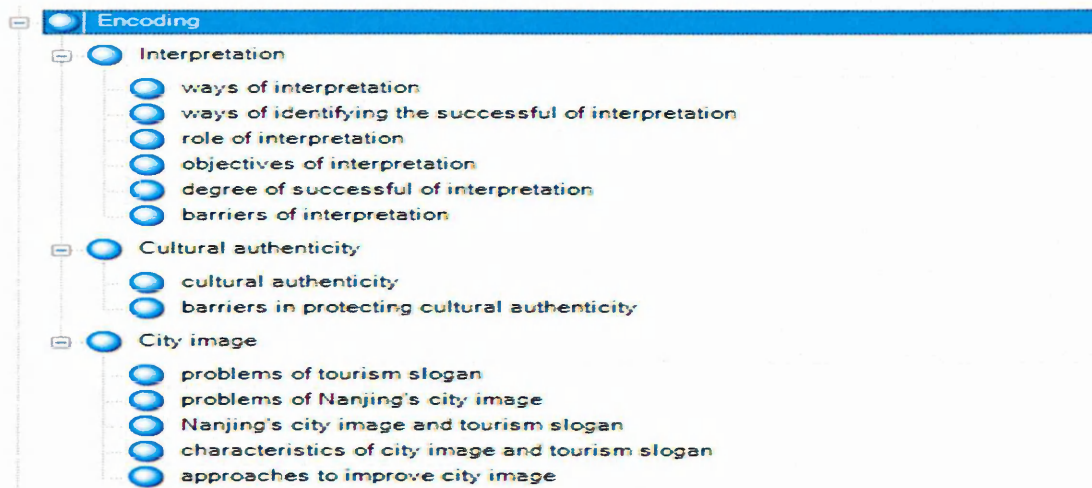 Encoding
Interpretation
ways of interpretation
ways of identifying the successful of interpretation
role of interpretation
objectives of interpretation
degree of successful of interpretation
barriers of interpretation
Cultural authenticity
cultural authenticity
barriers in protecting cultural authenticity
City image
problems of tourism slogan
problems of Nanjing's city image
Nanjing's city image and tourism slogan
characteristics of city image and tourism slogan
approaches to improve city image